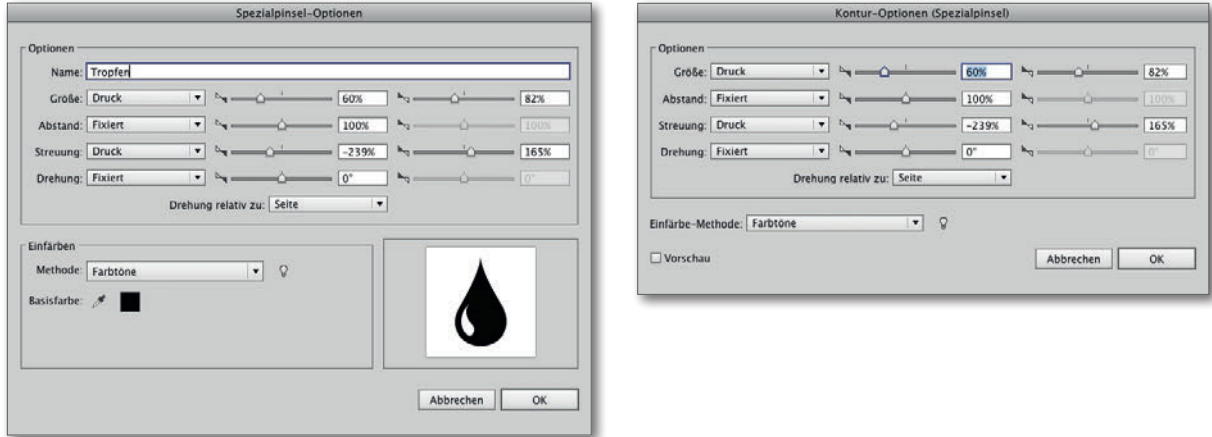 Spezialpinsel-Optionen
Optionen
Name: Tropfen
Größe: Druck 60% 82%
Abstand: Fixiert 100% 100%
Streuung: Druck -239% 165%
Drehung: Fixiert 0° 0°
Drehung relativ zu: Seite
Einfärben
Methode: Farbtöne
Basisfarbe:
Abbrechen OK
Kontur-Optionen (Spezialpinsel)
Optionen
Größe: Druck 60% 82%
Abstand: Fixiert 100% 100%
Streuung: Druck -239% 165%
Drehung: Fixiert 0° 0°
Drehung relativ zu: Seite
Einfärbe-Methode: Farbtöne
Vorschau
Abbrechen OK